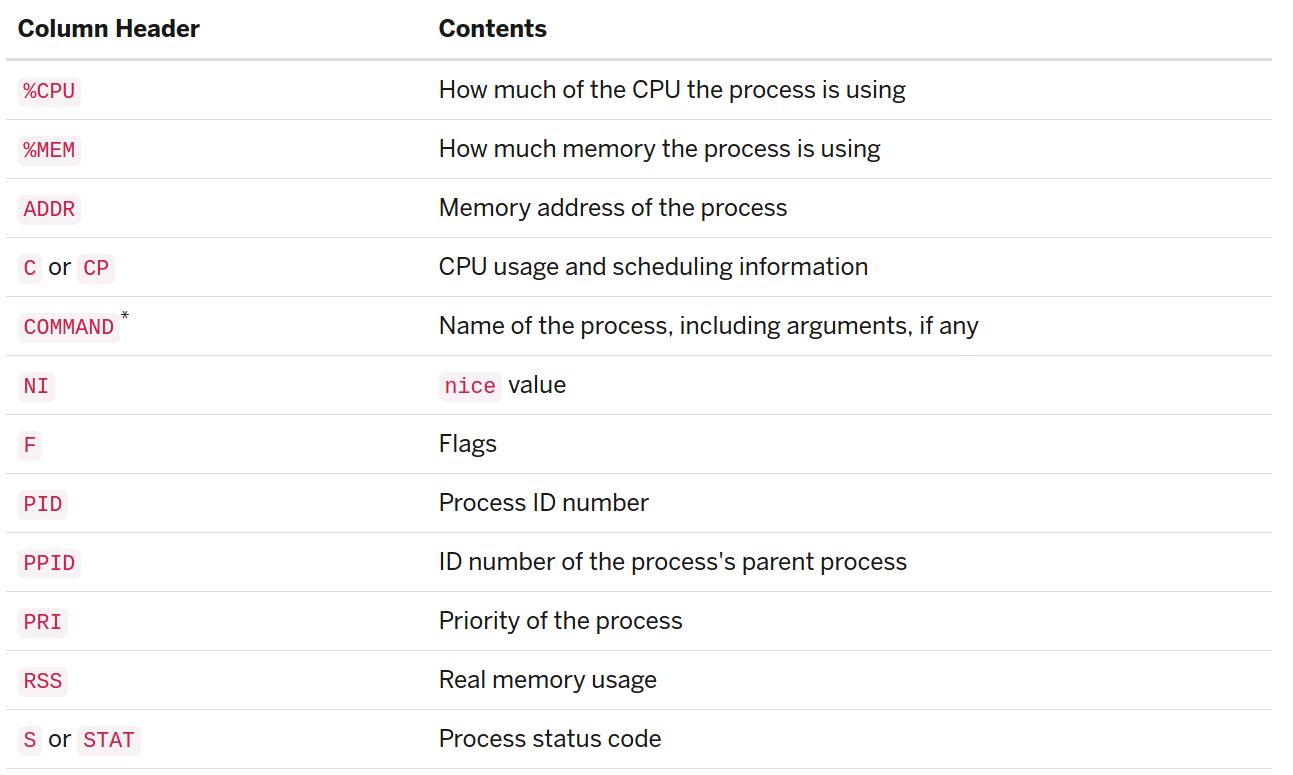 Column Header Contents
%CPU How much of the CPU the process is using
%MEM How much memory the process is using
ADDR Memory address of the process
C or CP CPU usage and scheduling information
COMMAND* Name of the process, including arguments, if any
NI nice value
F Flags
PID Process ID number
PPID ID number of the process's parent process
PRI Priority of the process
RSS Real memory usage
S or STAT Process status code